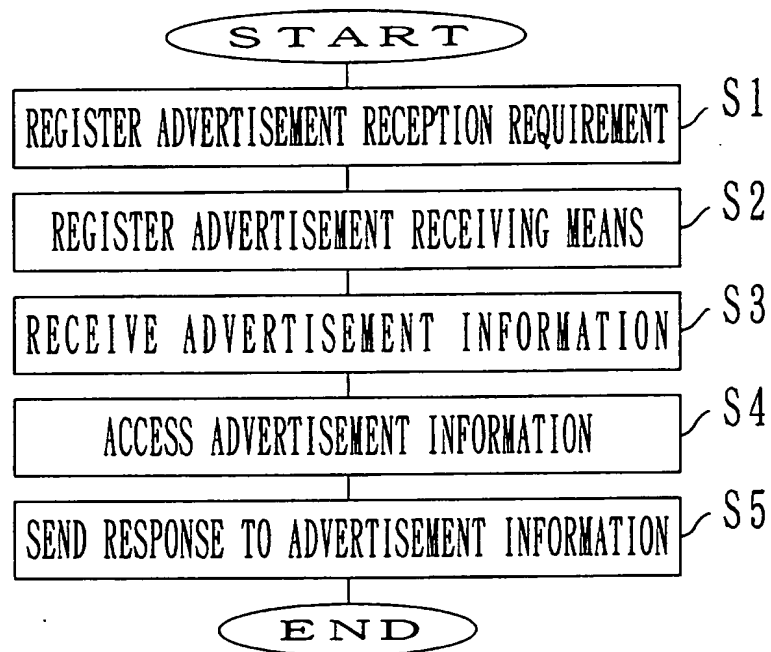 START
REGISTER ADVERTISEMENT RECEPTION REQUIREMENT S1
REGISTER ADVERTISEMENT RECEIVING MEANS S2
RECEIVE ADVERTISEMENT INFORMATION S3
ACCESS ADVERTISEMENT INFORMATION S4
SEND RESPONSE TO ADVERTISEMENT INFORMATION S5
END